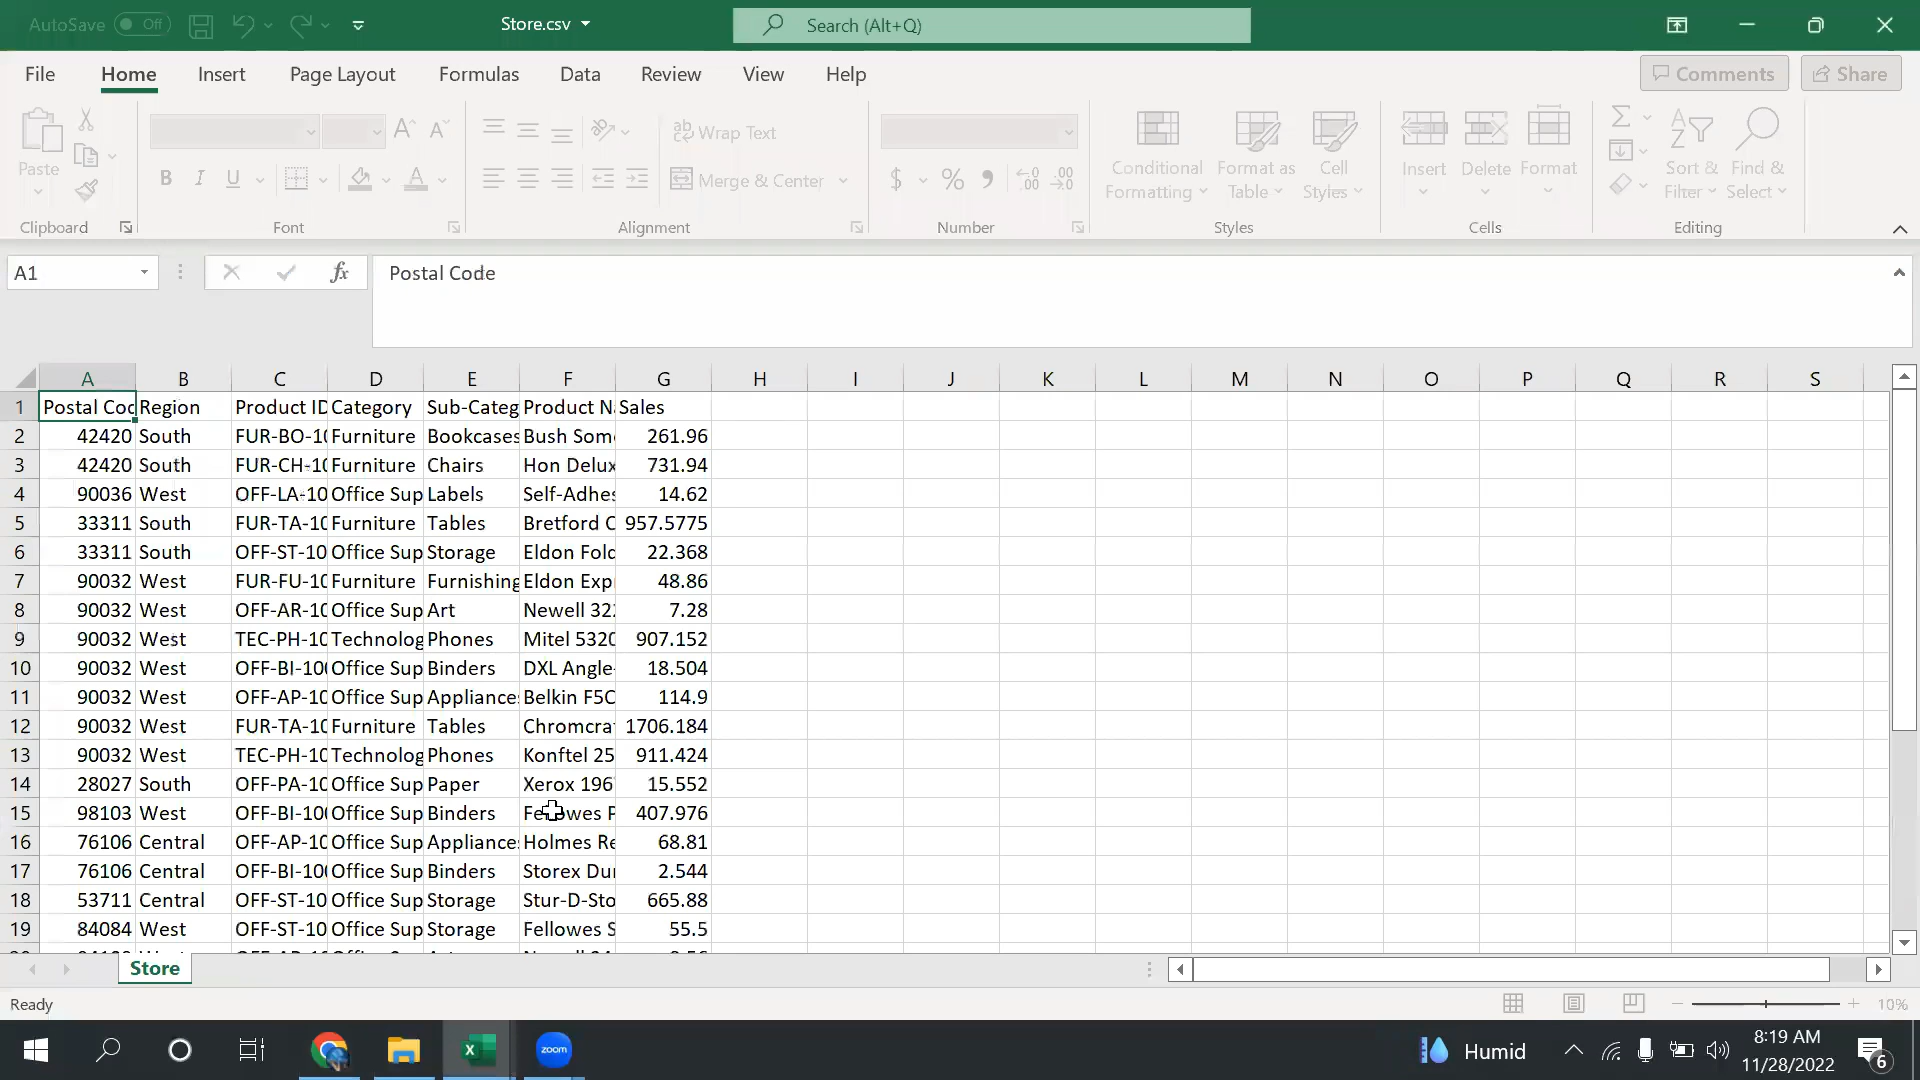 AutoSave Off Store.csv Search (Alt+Q)
File Home Insert Page Layout Formulas Data Review View Help Comments Share
Paste Wrap Text Merge & Center $ % Conditional Formatting Format as Table Cell Styles Insert Delete Format Sort & Filter Find & Select
Clipboard Font Alignment Number Styles Cells Editing
A1 fx Postal Code
A B C D E F G H I J K L M N O P Q R S
1 Postal Cod Region Product ID Category Sub-Categ Product N Sales
2 42420 South FUR-BO-10 Furniture Bookcases Bush Som 261.96
3 42420 South FUR-CH-10 Furniture Chairs Hon Delux 731.94
4 90036 West OFF-LA-10 Office Sup Labels Self-Adhes 14.62
5 33311 South FUR-TA-10 Furniture Tables Bretford C 957.5775
6 33311 South OFF-ST-10 Office Sup Storage Eldon Fold 22.368
7 90032 West FUR-FU-10 Furniture Furnishing Eldon Exp 48.86
8 90032 West OFF-AR-10 Office Sup Art Newell 32 7.28
9 90032 West TEC-PH-10 Technolog Phones Mitel 5320 907.152
10 90032 West OFF-BI-100 Office Sup Binders DXL Angle- 18.504
11 90032 West OFF-AP-10 Office Sup Appliances Belkin F5C 114.9
12 90032 West FUR-TA-10 Furniture Tables Chromcraf 1706.184
13 90032 West TEC-PH-10 Technolog Phones Konftel 25 911.424
14 28027 South OFF-PA-10 Office Sup Paper Xerox 196 15.552
15 98103 West OFF-BI-100 Office Sup Binders Fellowes P 407.976
16 76106 Central OFF-AP-10 Office Sup Appliances Holmes Re 68.81
17 76106 Central OFF-BI-100 Office Sup Binders Storex Dur 2.544
18 53711 Central OFF-ST-10 Office Sup Storage Stur-D-Sto 665.88
19 84084 West OFF-ST-10 Office Sup Storage Fellowes S 55.5
Store
Ready 10%
zoom Humid 8:19 AM
11/28/2022 6